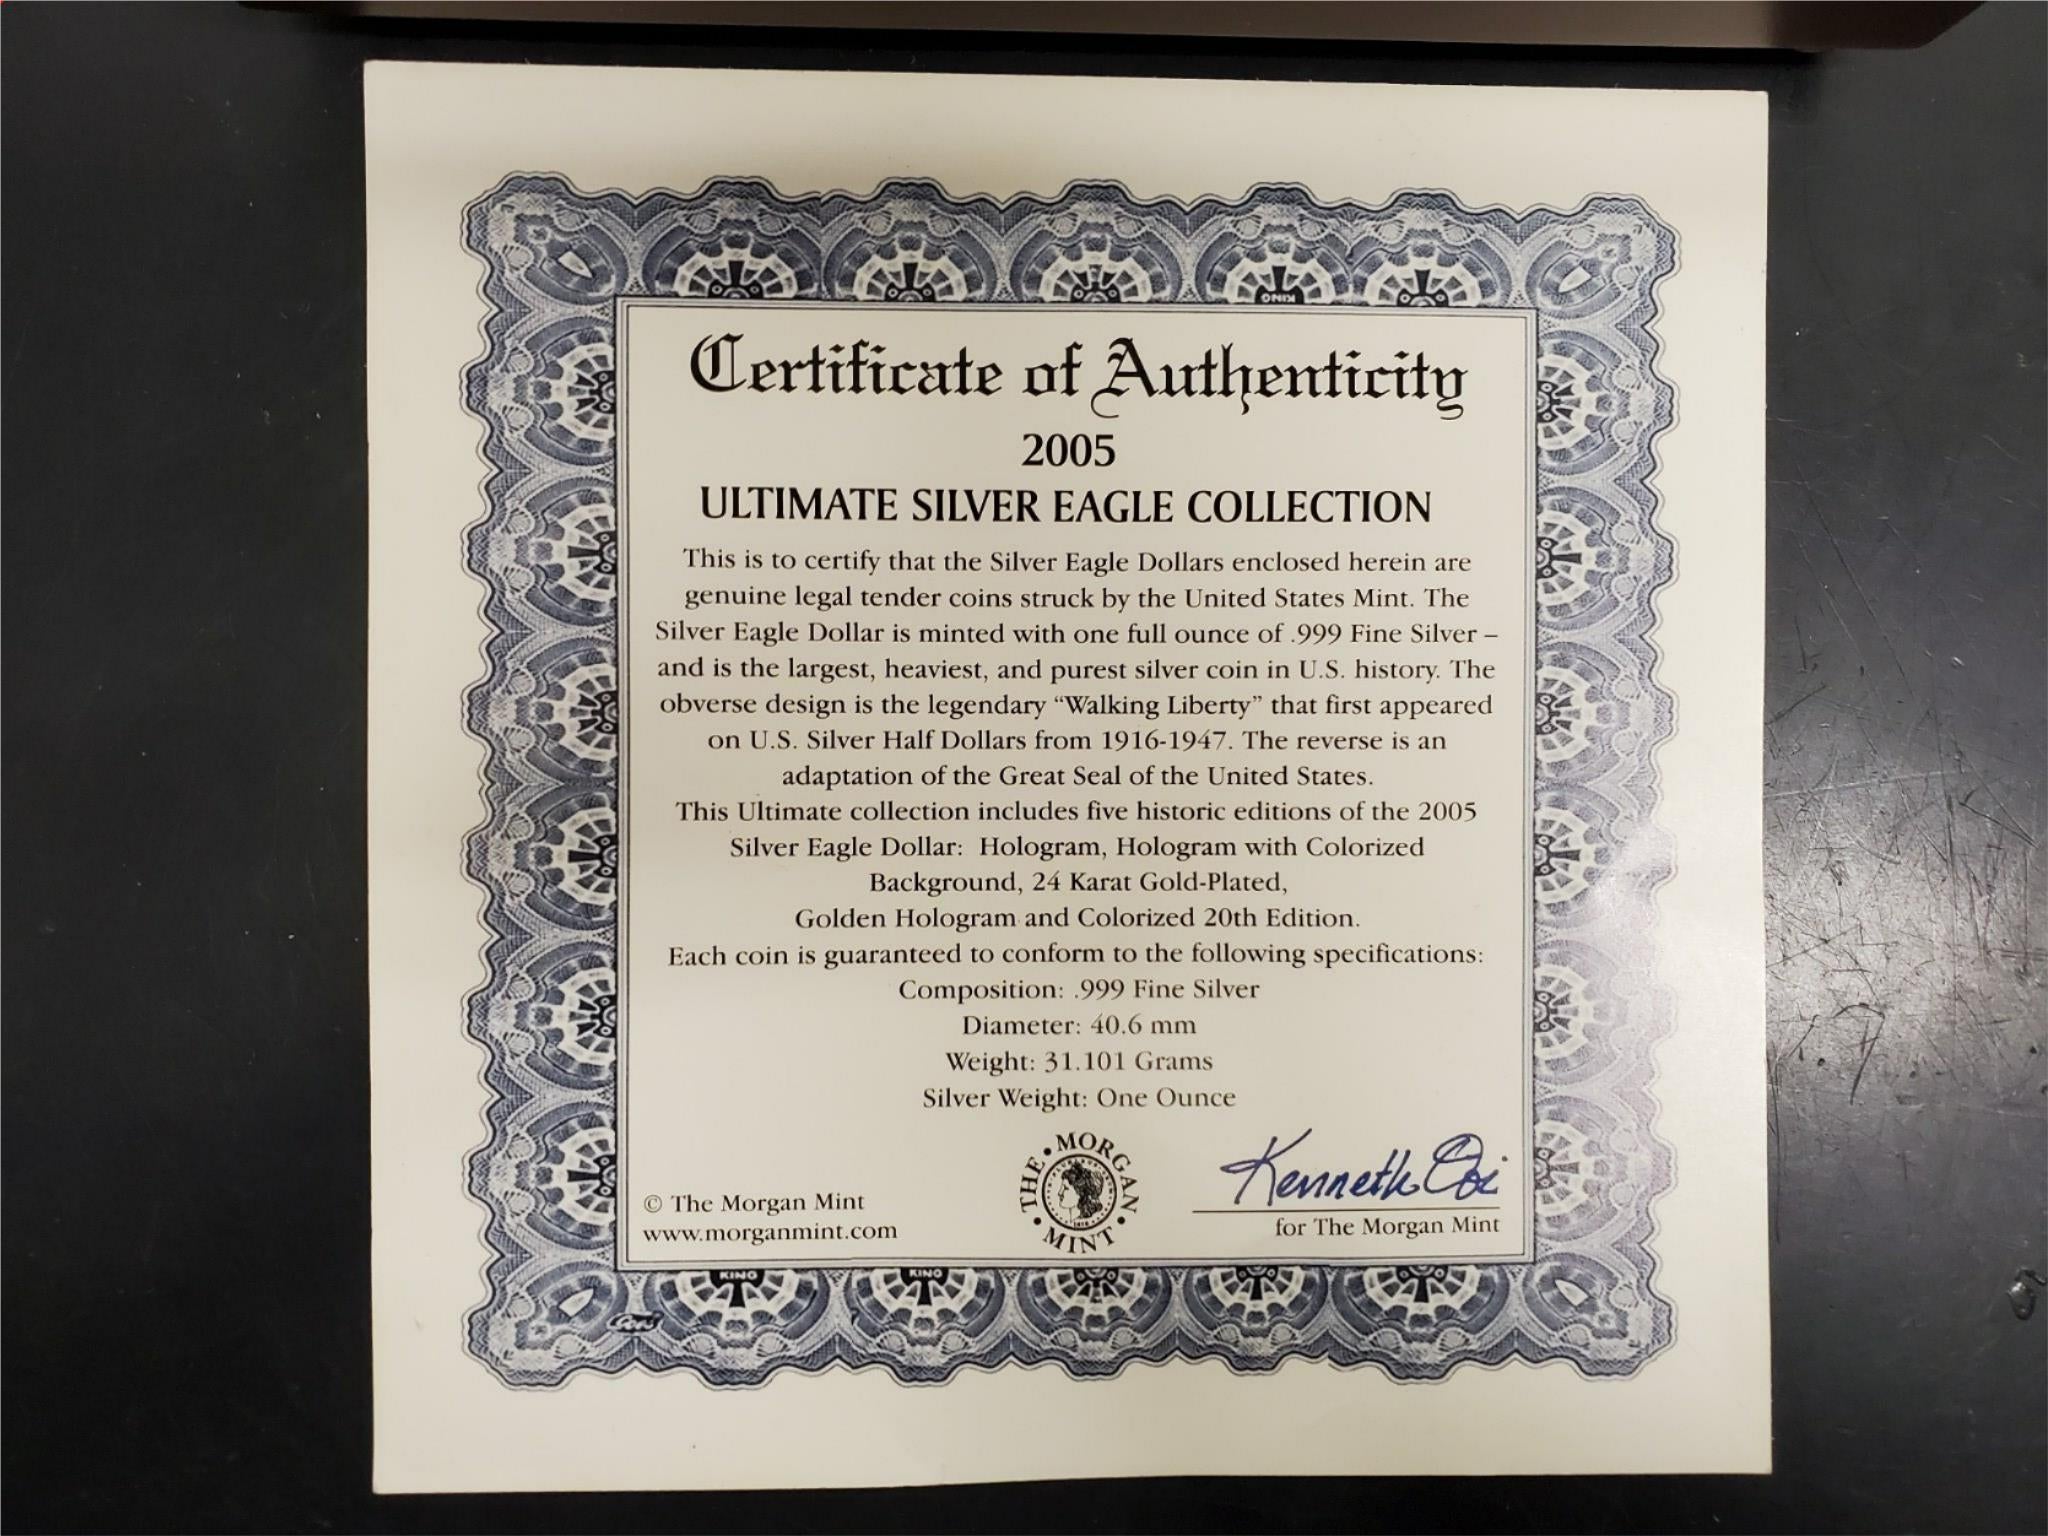 Certificate of Authenticity
2005
ULTIMATE SILVER EAGLE COLLECTION
This is to certify that the Silver Eagle Dollars enclosed herein are
genuine legal tender coins struck by the United States Mint. The
Silver Eagle Dollar is minted with one full ounce of .999 Fine Silver –
and is the largest, heaviest, and purest silver coin in U.S. history. The
obverse design is the legendary “Walking Liberty” that first appeared
on U.S. Silver Half Dollars from 1916-1947. The reverse is an
adaptation of the Great Seal of the United States.
This Ultimate collection includes five historic editions of the 2005
Silver Eagle Dollar: Hologram, Hologram with Colorized
Background, 24 Karat Gold-Plated,
Golden Hologram and Colorized 20th Edition.
Each coin is guaranteed to conform to the following specifications:
Composition: .999 Fine Silver
Diameter: 40.6 mm
Weight: 31.101 Grams
Silver Weight: One Ounce
© The Morgan Mint
www.morganmint.com
THE • MORGAN • MINT •
Kenneth
for The Morgan Mint
KING
KING
KING